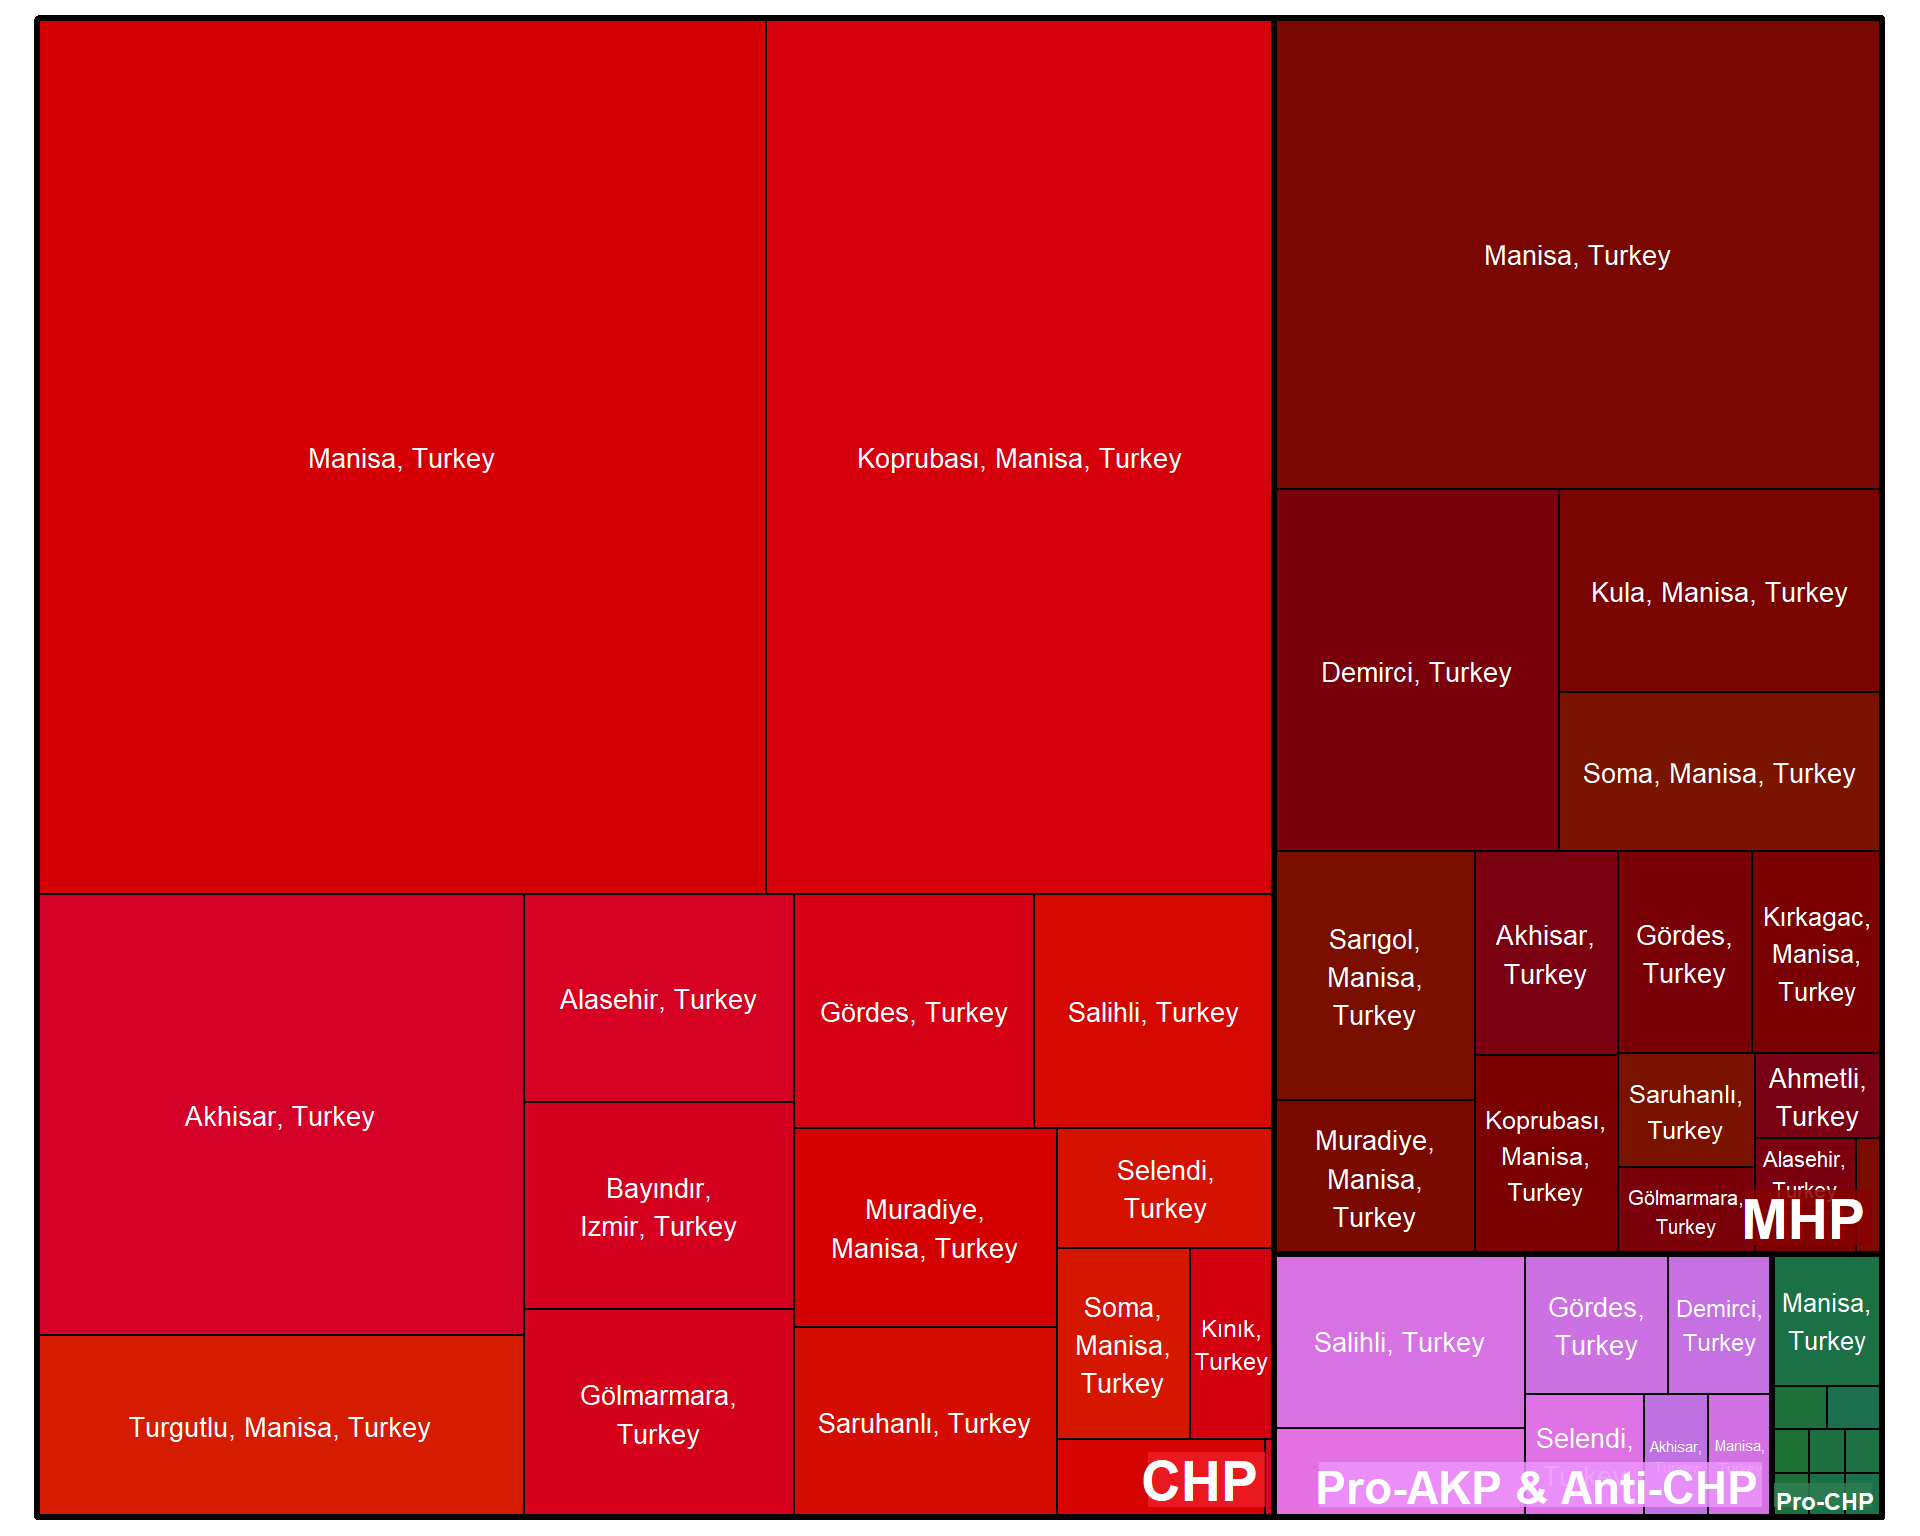 Manisa, Turkey
Koprubası, Manisa, Turkey
Akhisar, Turkey
Turgutlu, Manisa, Turkey
Alasehir, Turkey
Bayındır,
Izmir, Turkey
Gölmarmara,
Turkey
Gördes, Turkey
Salihli, Turkey
Muradiye,
Manisa, Turkey
Saruhanlı, Turkey
Selendi,
Turkey
Soma,
Manisa,
Turkey
Kınık,
Turkey
CHP
Manisa, Turkey
Demirci, Turkey
Kula, Manisa, Turkey
Soma, Manisa, Turkey
Sarıgol,
Manisa,
Turkey
Muradiye,
Manisa,
Turkey
Akhisar,
Turkey
Koprubası,
Manisa,
Turkey
Gördes,
Turkey
Kırkagac,
Manisa,
Turkey
Saruhanlı,
Turkey
Gölmarmara,
Turkey
Ahmetli,
Turkey
Alasehir,
Turkey
MHP
Salihli, Turkey
Gördes,
Turkey
Demirci,
Turkey
Selendi,
Turkey
Akhisar,
Turkey
Manisa,
Turkey
Pro-AKP & Anti-CHP
Manisa,
Turkey
Pro-CHP